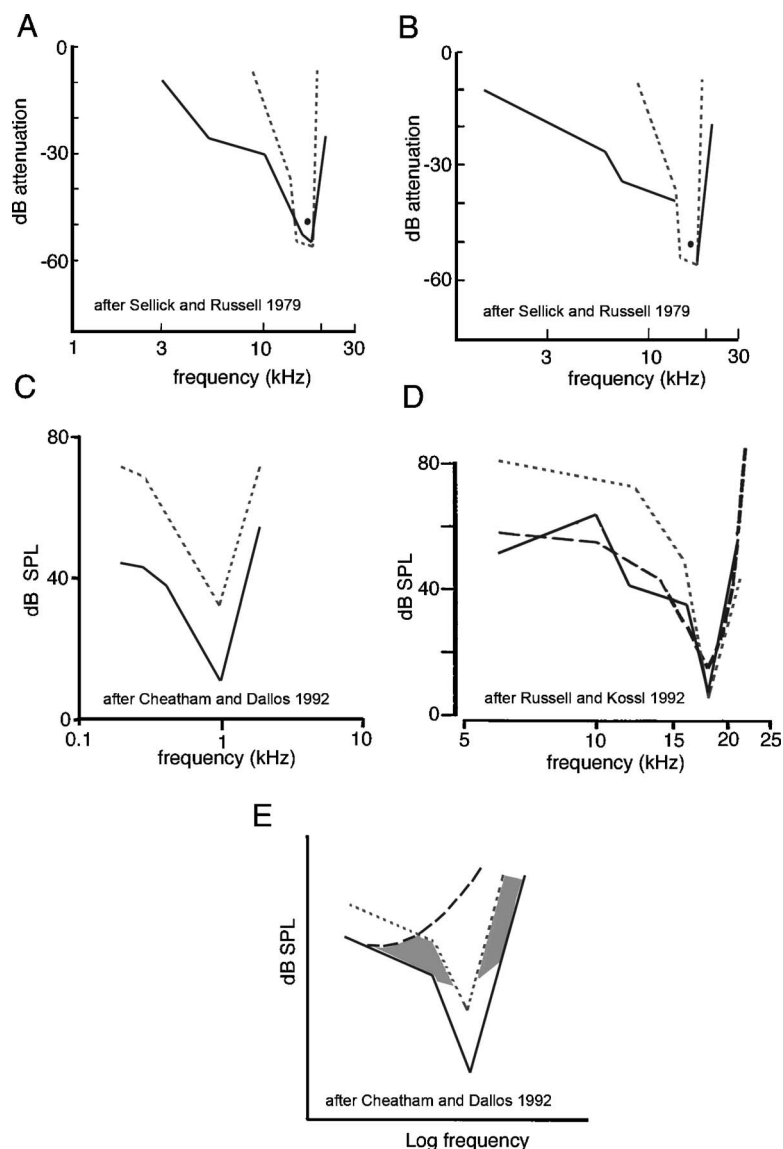 A
0
-30
-60
dB attenuation
after Sellick and Russell 1979
1
3
10
30
frequency (kHz)
B
0
-30
-60
dB attenuation
after Sellick and Russell 1979
3
10
30
frequency (kHz)
C
80
40
0
dB SPL
after Cheatham and Dallos 1992
0.1
1
10
frequency (kHz)
D
80
40
0
dB SPL
after Russell and Kossl 1992
5
10
15
20
25
frequency (kHz)
E
dB SPL
after Cheatham and Dallos 1992
Log frequency